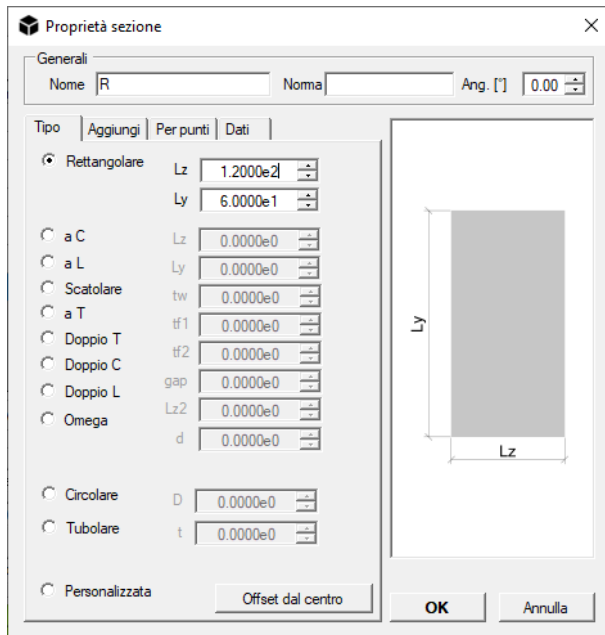 Proprietà sezione
Generali
Nome R Norma Ang. [°] 0.00
Tipo Aggiungi Per punti Dati
Rettangolare Lz 1.2000e2
Ly 6.0000e1
a C Lz 0.0000e0
a L Ly 0.0000e0
Scatolare tw 0.0000e0
a T tf1 0.0000e0
Doppio T tf2 0.0000e0
Doppio C gap 0.0000e0
Doppio L Lz2 0.0000e0
Omega d 0.0000e0
Circolare D 0.0000e0
Tubolare t 0.0000e0
Personalizzata Offset dal centro
Ly
Lz
OK Annulla